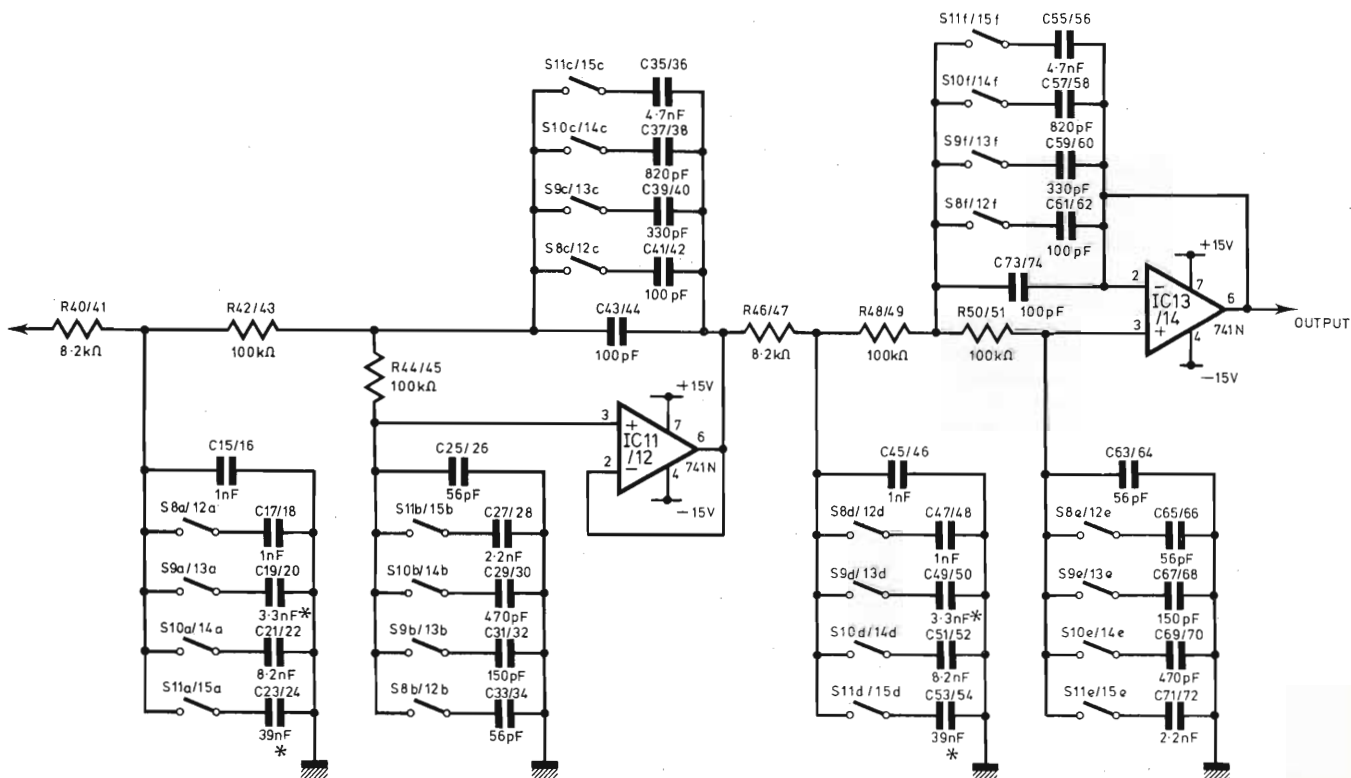 S11f/15f
C55/56
4·7nF
S10f/14f
C57/58
820pF
S9f/13f
C59/60
330pF
S8f/12f
C61/62
100pF
C73/74
100pF
S11c/15c
C35/36
4·7nF
S10c/14c
C37/38
820pF
S9c/13c
C39/40
330pF
S8c/12c
C41/42
100pF
C43/44
100pF
R40/41
8·2kΩ
R42/43
100kΩ
R44/45
100kΩ
R46/47
8·2kΩ
R48/49
100kΩ
R50/51
100kΩ
+15V
2
−
7
IC13
/14
6
3
+
4
741N
−15V
OUTPUT
+15V
3
+
7
IC11
/12
6
2
−
4
741N
−15V
C15/16
1nF
S8a/12a
C17/18
1nF
S9a/13a
C19/20
3·3nF*
S10a/14a
C21/22
8·2nF
S11a/15a
C23/24
39nF
*
C25/26
56pF
S11b/15b
C27/28
2·2nF
S10b/14b
C29/30
470pF
S9b/13b
C31/32
150pF
S8b/12b
C33/34
56pF
C45/46
1nF
S8d/12d
C47/48
1nF
S9d/13d
C49/50
3·3nF*
S10d/14d
C51/52
8·2nF
S11d/15d
C53/54
39nF
*
C63/64
56pF
S8e/12e
C65/66
56pF
S9e/13e
C67/68
150pF
S10e/14e
C69/70
470pF
S11e/15e
C71/72
2·2nF